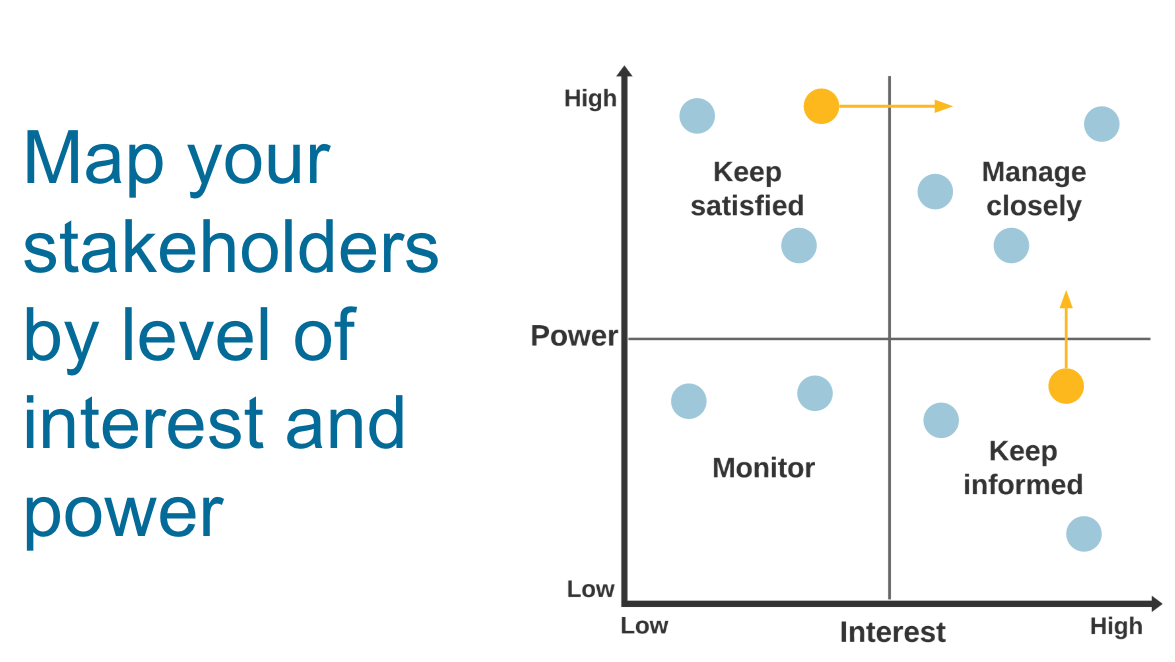 Map your
stakeholders
by level of
interest and
power
High
Keep
satisfied
Manage
closely
Power
Monitor
Keep
informed
Low
Low
Interest
High